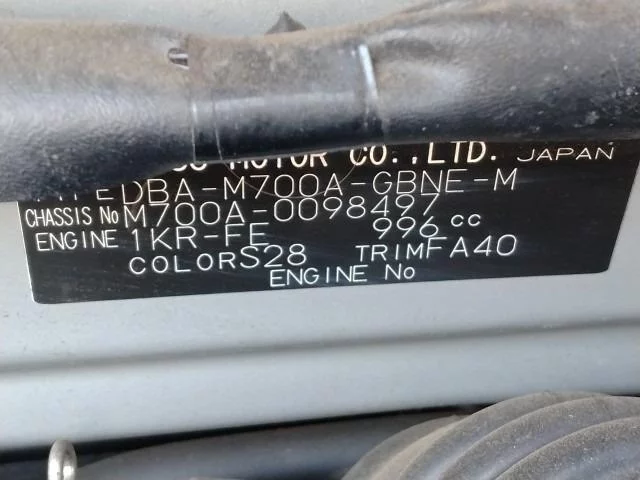 MOTOR CO.,LTD. JAPAN
DBA-M700A-GBNE-M
CHASSIS No M700A-0098497
ENGINE 1KR-FE 996 cc
COLOR S28 TRIM FA40
ENGINE No